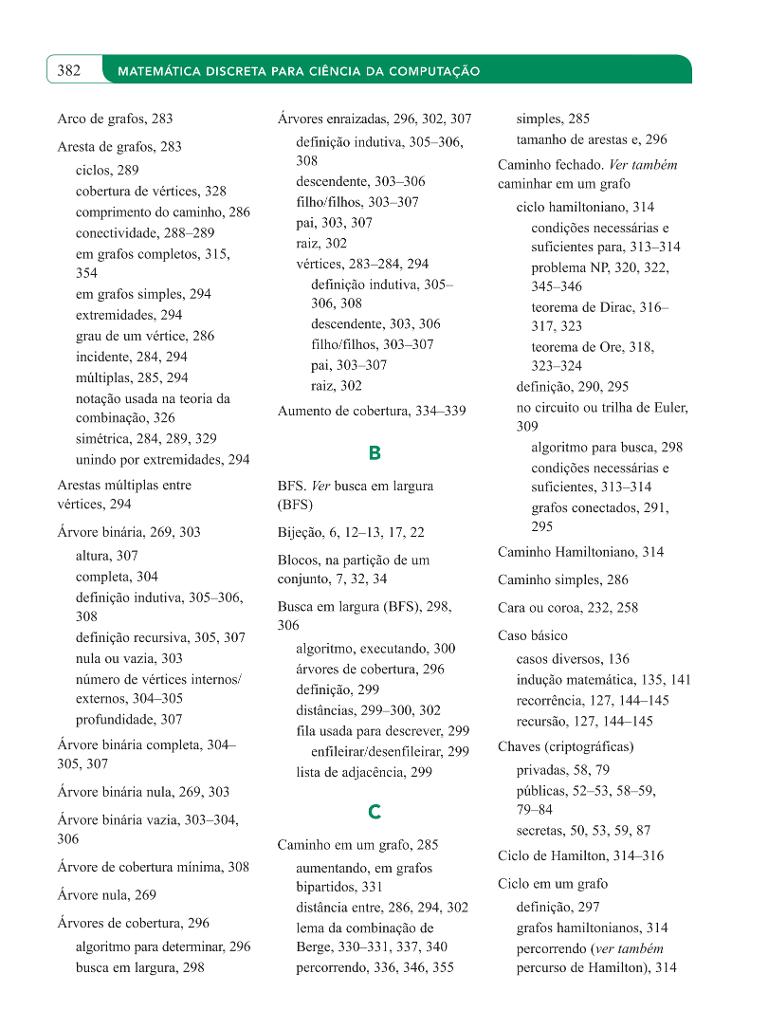 382
MATEMÁTICA DISCRETA PARA CIÊNCIA DA COMPUTAÇÃO
Arco de grafos, 283
Aresta de grafos, 283
ciclos, 289
cobertura de vértices, 328
comprimento do caminho, 286
conectividade, 288–289
em grafos completos, 315,
354
em grafos simples, 294
extremidades, 294
grau de um vértice, 286
incidente, 284, 294
múltiplas, 285, 294
notação usada na teoria da
combinação, 326
simétrica, 284, 289, 329
unindo por extremidades, 294
Arestas múltiplas entre
vértices, 294
Árvore binária, 269, 303
altura, 307
completa, 304
definição indutiva, 305–306,
308
definição recursiva, 305, 307
nula ou vazia, 303
número de vértices internos/
externos, 304–305
profundidade, 307
Árvore binária completa, 304–
305, 307
Árvore binária nula, 269, 303
Árvore binária vazia, 303–304,
306
Árvore de cobertura mínima, 308
Árvore nula, 269
Árvores de cobertura, 296
algoritmo para determinar, 296
busca em largura, 298
Árvores enraizadas, 296, 302, 307
definição indutiva, 305–306,
308
descendente, 303–306
filho/filhos, 303–307
pai, 303, 307
raiz, 302
vértices, 283–284, 294
definição indutiva, 305–
306, 308
descendente, 303, 306
filho/filhos, 303–307
pai, 303–307
raiz, 302
Aumento de cobertura, 334–339
B
BFS. Ver busca em largura
(BFS)
Bijeção, 6, 12–13, 17, 22
Blocos, na partição de um
conjunto, 7, 32, 34
Busca em largura (BFS), 298,
306
algoritmo, executando, 300
árvores de cobertura, 296
definição, 299
distâncias, 299–300, 302
fila usada para descrever, 299
enfileirar/desenfileirar, 299
lista de adjacência, 299
C
Caminho em um grafo, 285
aumentando, em grafos
bipartidos, 331
distância entre, 286, 294, 302
lema da combinação de
Berge, 330–331, 337, 340
percorrendo, 336, 346, 355
simples, 285
tamanho de arestas e, 296
Caminho fechado. Ver também
caminhar em um grafo
ciclo hamiltoniano, 314
condições necessárias e
suficientes para, 313–314
problema NP, 320, 322,
345–346
teorema de Dirac, 316–
317, 323
teorema de Ore, 318,
323–324
definição, 290, 295
no circuito ou trilha de Euler,
309
algoritmo para busca, 298
condições necessárias e
suficientes, 313–314
grafos conectados, 291,
295
Caminho Hamiltoniano, 314
Caminho simples, 286
Cara ou coroa, 232, 258
Caso básico
casos diversos, 136
indução matemática, 135, 141
recorrência, 127, 144–145
recursão, 127, 144–145
Chaves (criptográficas)
privadas, 58, 79
públicas, 52–53, 58–59,
79–84
secretas, 50, 53, 59, 87
Ciclo de Hamilton, 314–316
Ciclo em um grafo
definição, 297
grafos hamiltonianos, 314
percorrendo (ver também
percurso de Hamilton), 314